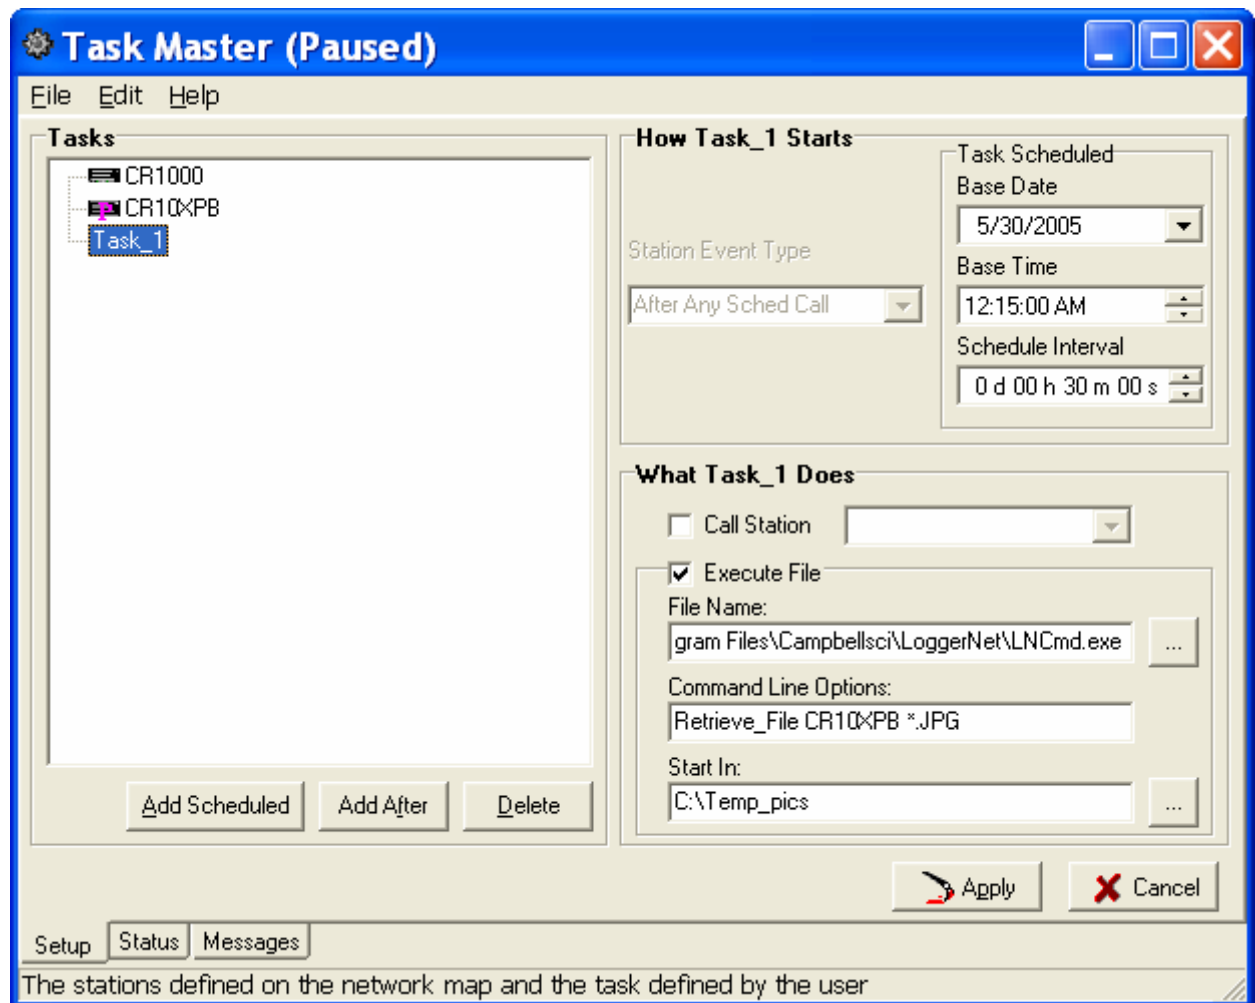 Task Master (Paused)
File Edit Help
Tasks
CR1000
CR10XPB
Task_1
Add Scheduled
Add After
Delete
How Task_1 Starts
Station Event Type
After Any Sched Call
Task Scheduled
Base Date
5/30/2005
Base Time
12:15:00 AM
Schedule Interval
0 d 00 h 30 m 00 s
What Task_1 Does
Call Station
Execute File
File Name:
gram Files\Campbellsci\LoggerNet\LNCmd.exe
...
Command Line Options:
Retrieve_File CR10XPB *.JPG
Start In:
C:\Temp_pics
...
Apply
Cancel
Setup
Status
Messages
The stations defined on the network map and the task defined by the user